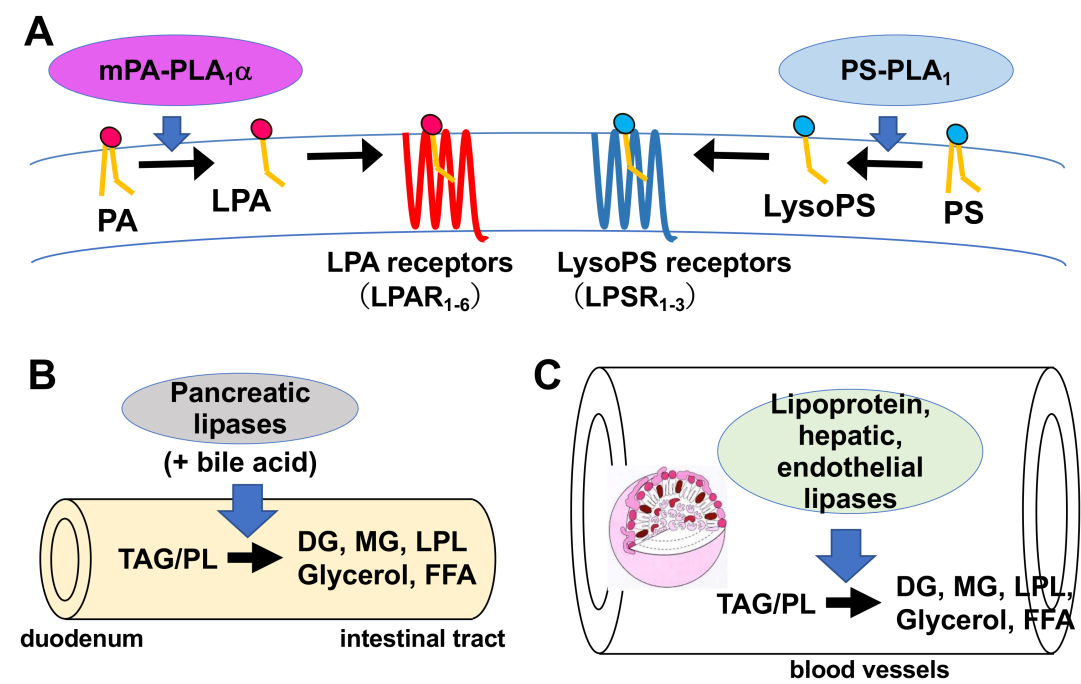 A
mPA-PLA₁α
PS-PLA₁
PA
LPA
LysoPS
PS
LPA receptors
（LPAR₁₋₆）
LysoPS receptors
（LPSR₁₋₃）
B
Pancreatic
lipases
(+ bile acid)
TAG/PL
DG, MG, LPL
Glycerol, FFA
duodenum
intestinal tract
C
Lipoprotein,
hepatic,
endothelial
lipases
TAG/PL
DG, MG, LPL,
Glycerol, FFA
blood vessels